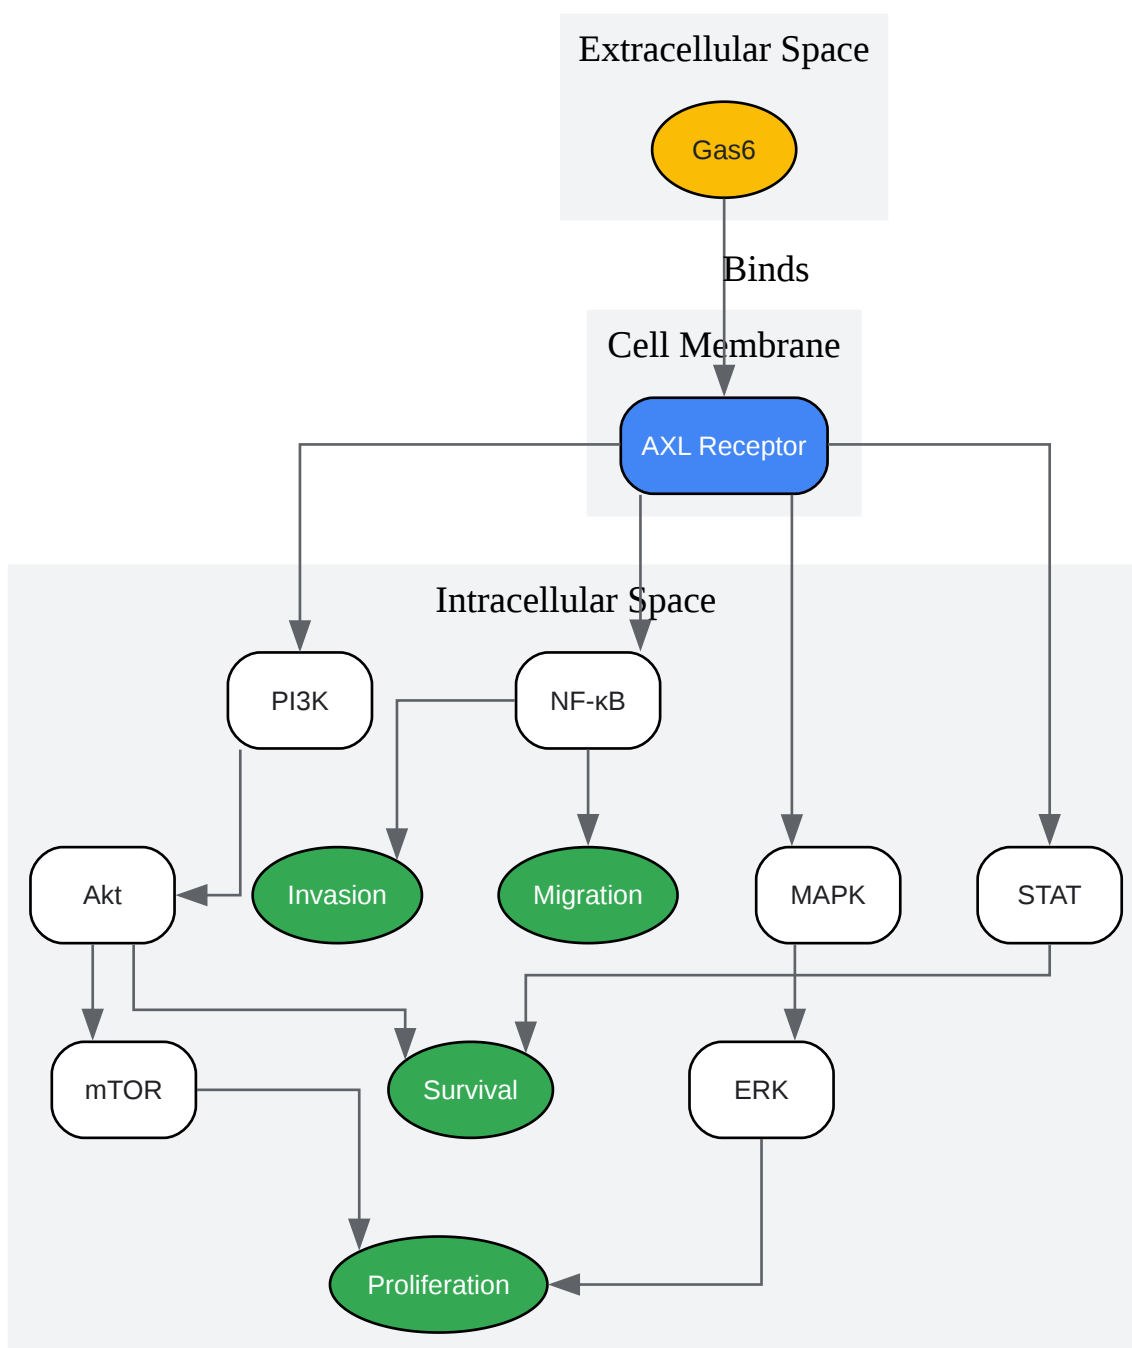 Extracellular Space
Gas6
Binds
Cell Membrane
AXL Receptor
Intracellular Space
PI3K
NF-κB
Akt
Invasion
Migration
MAPK
STAT
mTOR
Survival
ERK
Proliferation